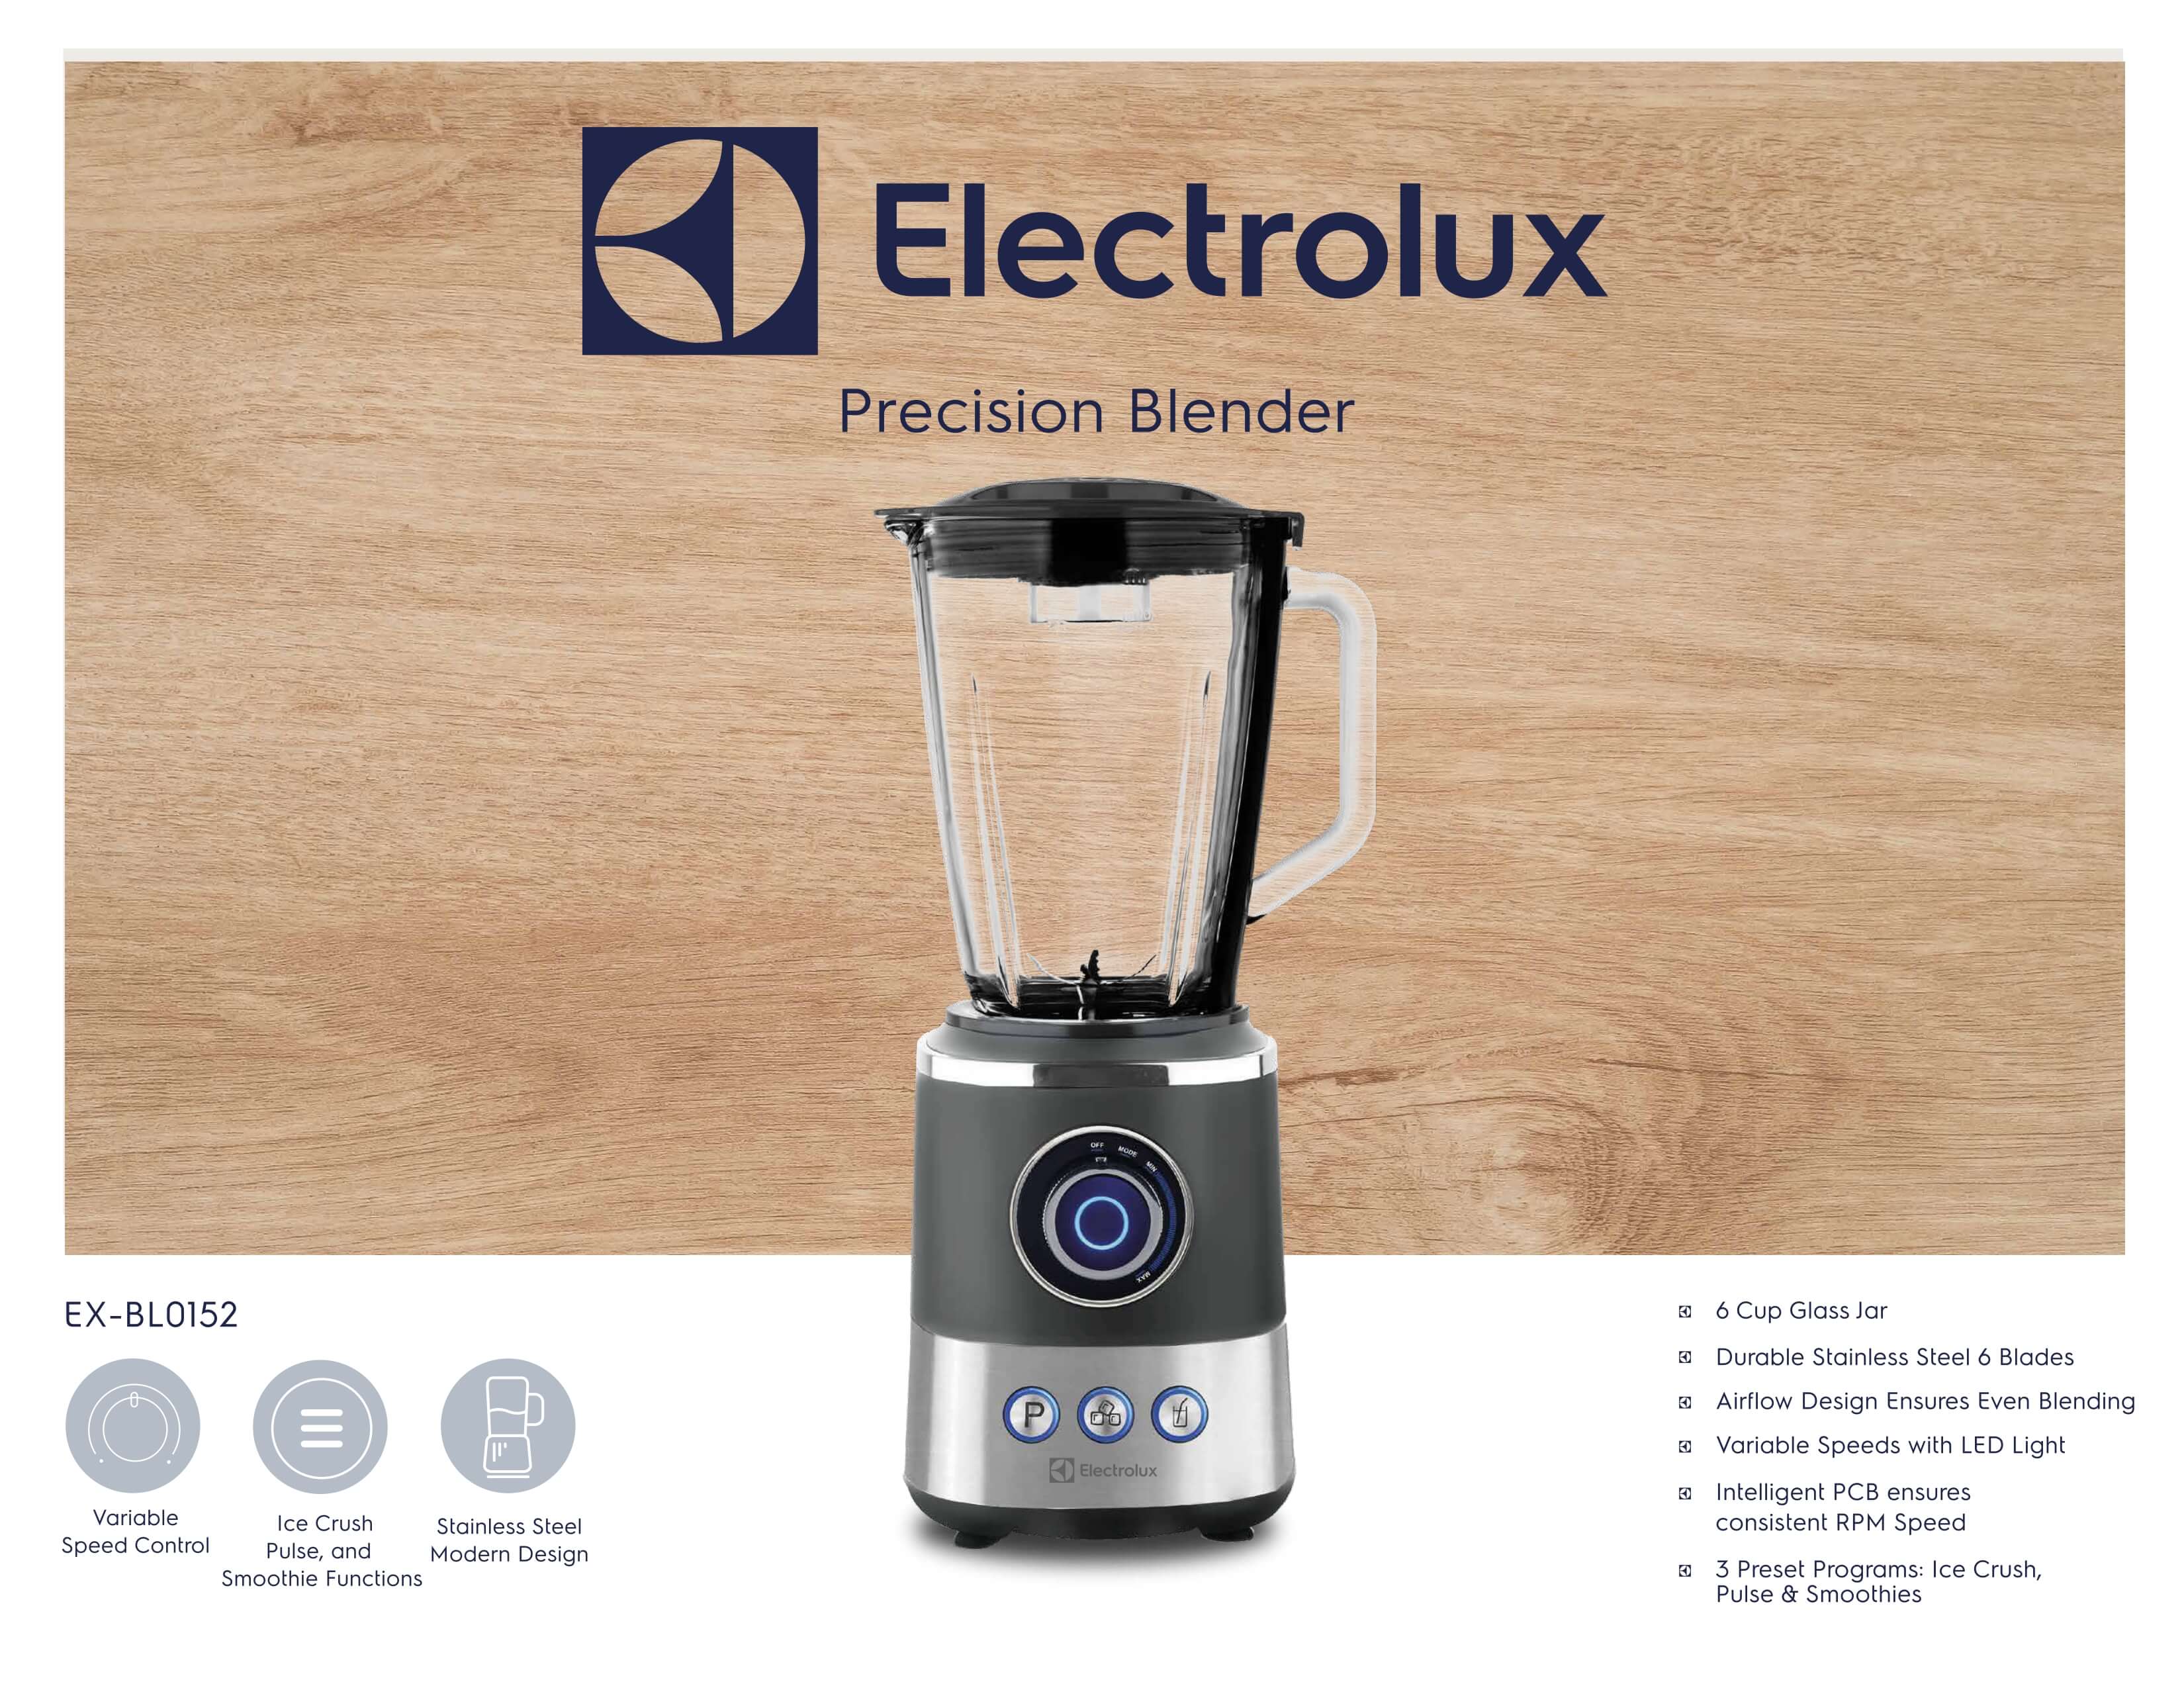 Electrolux
Precision Blender
OFF
MODE
MIN
MAX
P
Electrolux
EX-BL0152
Variable
Speed Control
Ice Crush
Pulse, and
Smoothie Functions
Stainless Steel
Modern Design
6 Cup Glass Jar
Durable Stainless Steel 6 Blades
Airflow Design Ensures Even Blending
Variable Speeds with LED Light
Intelligent PCB ensures
consistent RPM Speed
3 Preset Programs: Ice Crush,
Pulse & Smoothies